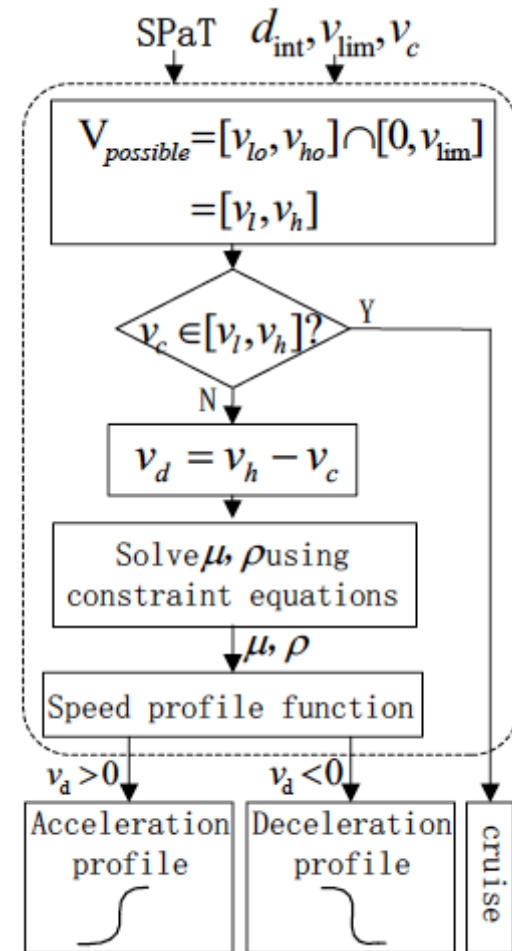 SPaT d_int, v_lim, v_c
V_possible=[v_lo, v_ho]∩[0, v_lim]
=[v_l, v_h]
v_c ∈[v_l, v_h]?
Y
N
v_d = v_h − v_c
Solve μ, ρ using
constraint equations
μ, ρ
Speed profile function
v_d >0
v_d <0
Acceleration
profile
Deceleration
profile
cruise